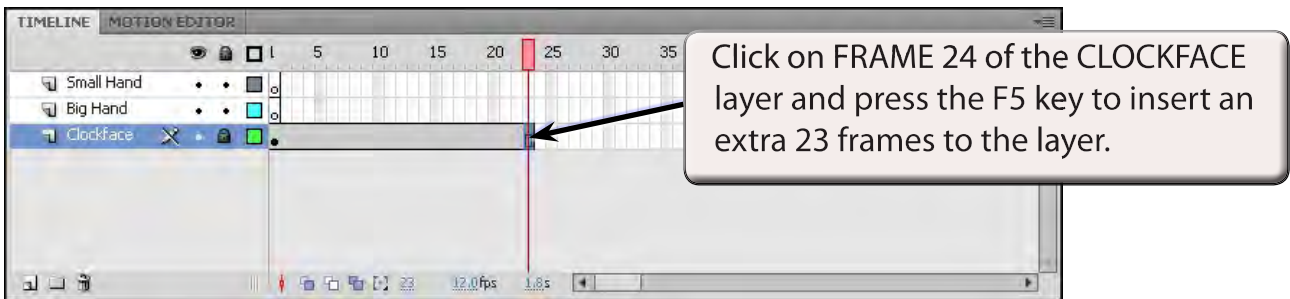 TIMELINE MOTION EDITOR
1 5 10 15 20 25 30 35
Small Hand
Big Hand
Clockface
23 12.0fps 1.8s
Click on FRAME 24 of the CLOCKFACE
layer and press the F5 key to insert an
extra 23 frames to the layer.